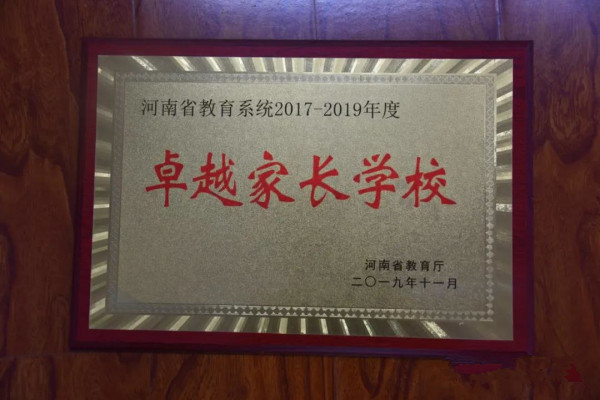 河南省教育系统2017-2019年度
卓越家长学校
河南省教育厅
二〇一九年十一月